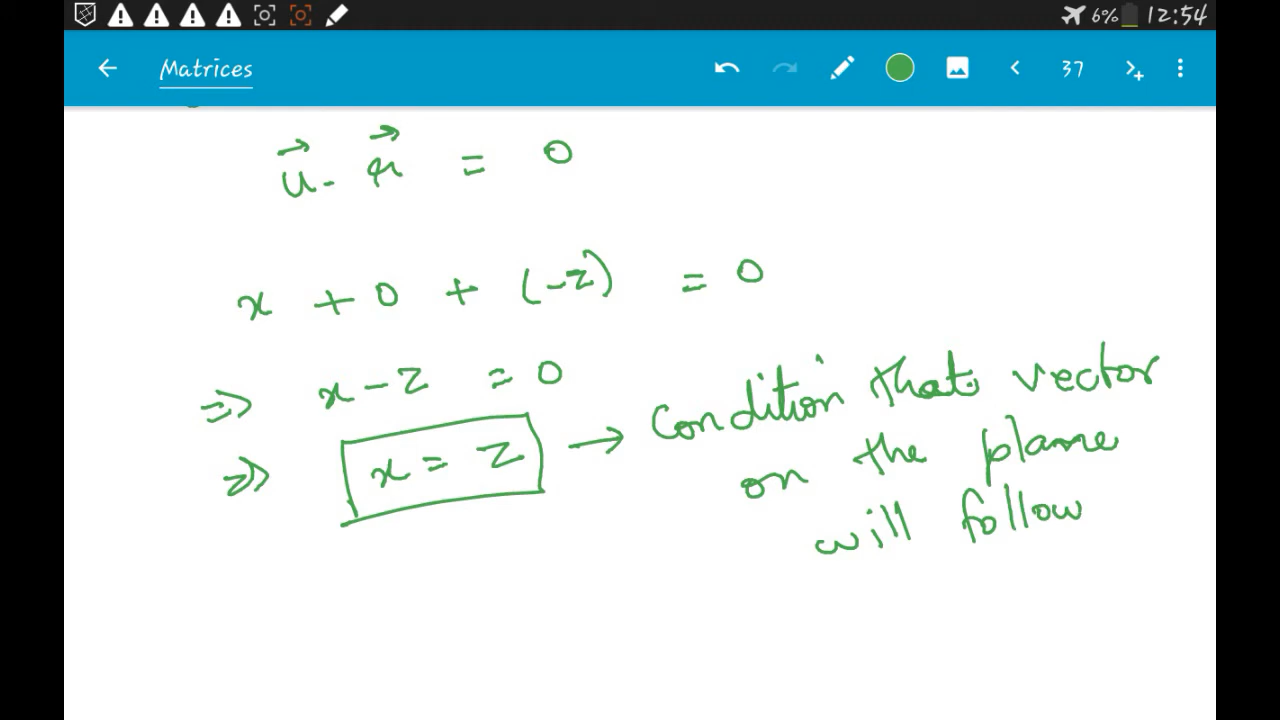 6% 12:54
Matrices 37
u⃗. r⃗ = 0
x + 0 + (-z) = 0
=> x - z = 0
=> x = z → Condition that vector
on the plane
will follow